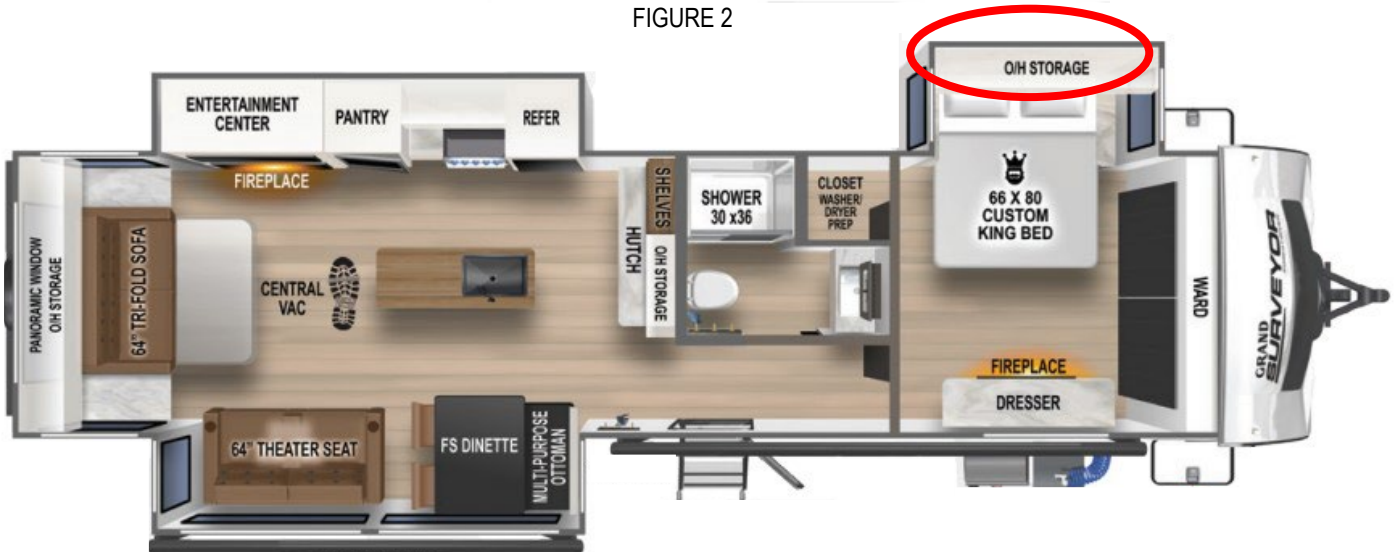 FIGURE 2
O/H STORAGE
ENTERTAINMENT
CENTER
PANTRY
REFER
FIREPLACE
SHELVES
HUTCH
O/H STORAGE
SHOWER
30 x36
CLOSET
WASHER/
DRYER
PREP
66 X 80
CUSTOM
KING BED
PANORAMIC WINDOW
O/H STORAGE
64" TRI-FOLD SOFA
CENTRAL
VAC
WARD
GRAND
SURVEYOR
FIREPLACE
DRESSER
64" THEATER SEAT
FS DINETTE
MULTI-PURPOSE
OTTOMAN